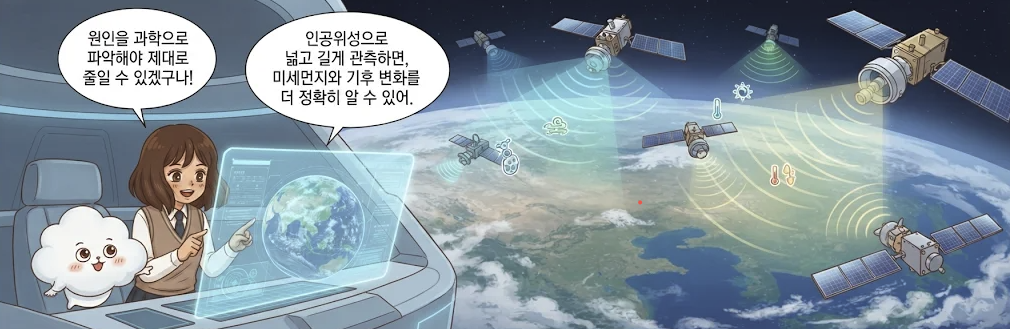 원인을 과학으로
파악해야 제대로
줄일 수 있겠구나!
인공위성으로
넓고 길게 관측하면,
미세먼지와 기후 변화를
더 정확히 알 수 있어.